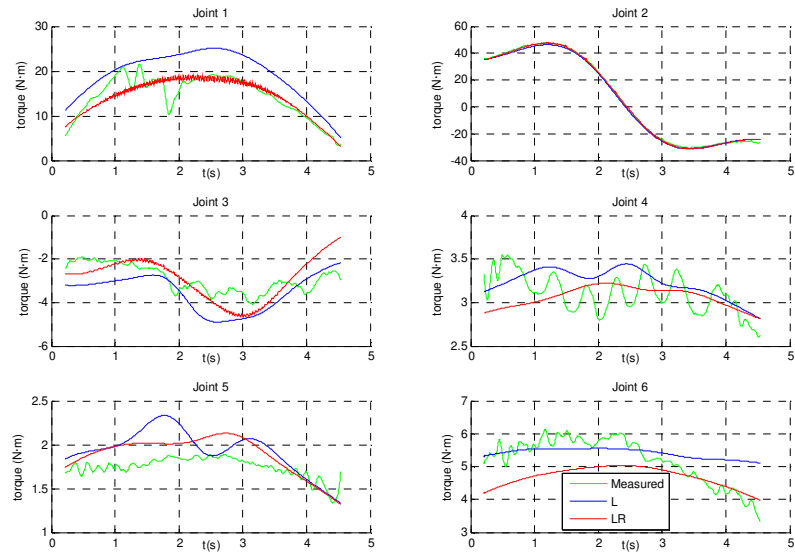 Joint 1
torque (N·m)
30
20
10
0
0 1 2 3 4 5
t(s)
Joint 2
torque (N·m)
60
40
20
0
-20
-40
0 1 2 3 4 5
t(s)
Joint 3
torque (N·m)
0
-2
-4
-6
0 1 2 3 4 5
t(s)
Joint 4
torque (N·m)
4
3.5
3
2.5
0 1 2 3 4 5
t(s)
Joint 5
torque (N·m)
2.5
2
1.5
1
0 1 2 3 4 5
t(s)
Joint 6
torque (N·m)
7
6
5
4
3
0 1 2 3 4 5
t(s)
Measured
L
LR